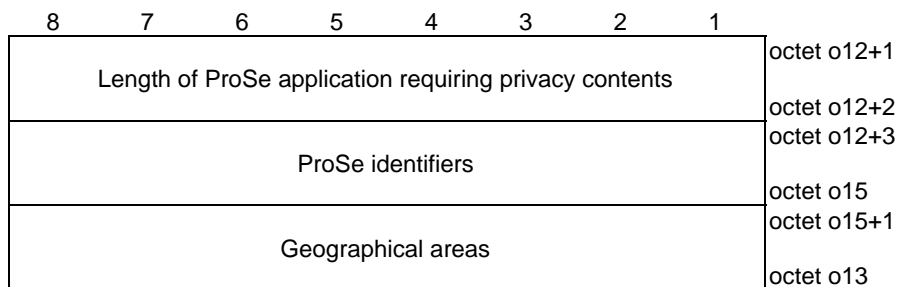 8 7 6 5 4 3 2 1
octet o12+1
Length of ProSe application requiring privacy contents
octet o12+2
octet o12+3
ProSe identifiers
octet o15
octet o15+1
Geographical areas
octet o13